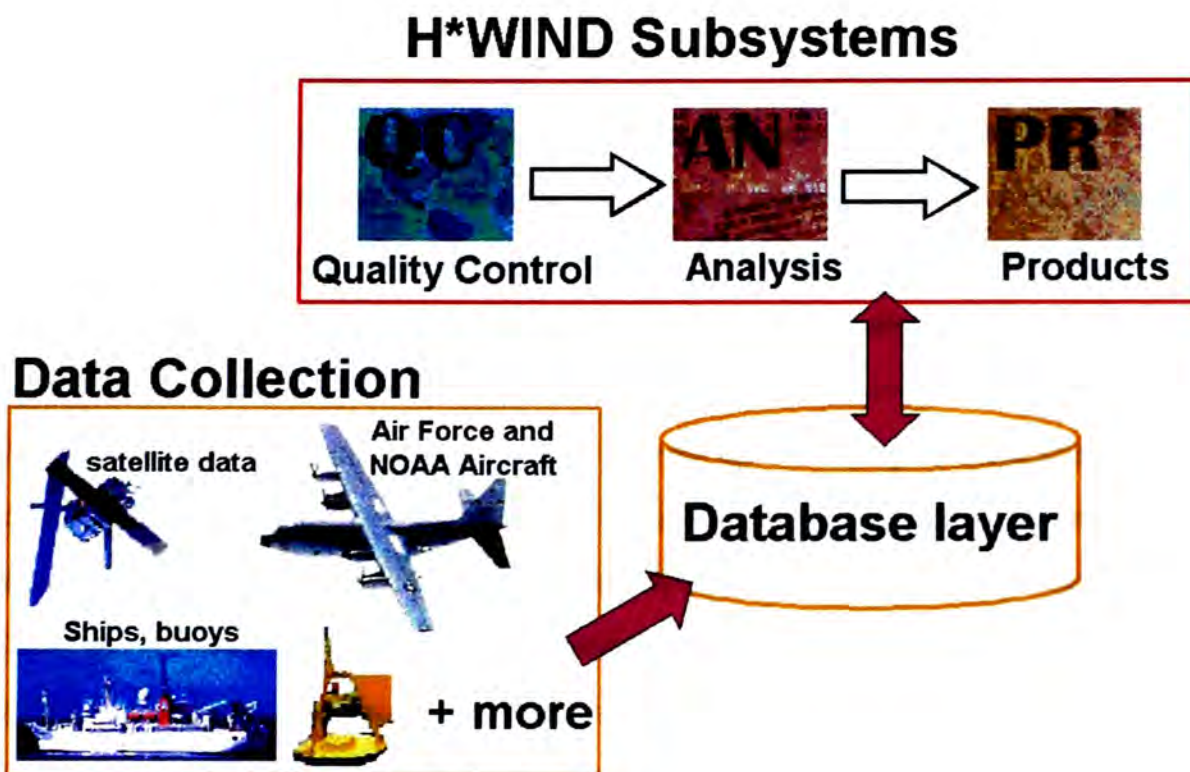 H*WIND Subsystems
QC
AN
PR
Quality Control
Analysis
Products
Data Collection
satellite data
Air Force and
NOAA Aircraft
Ships, buoys
+ more
Database layer